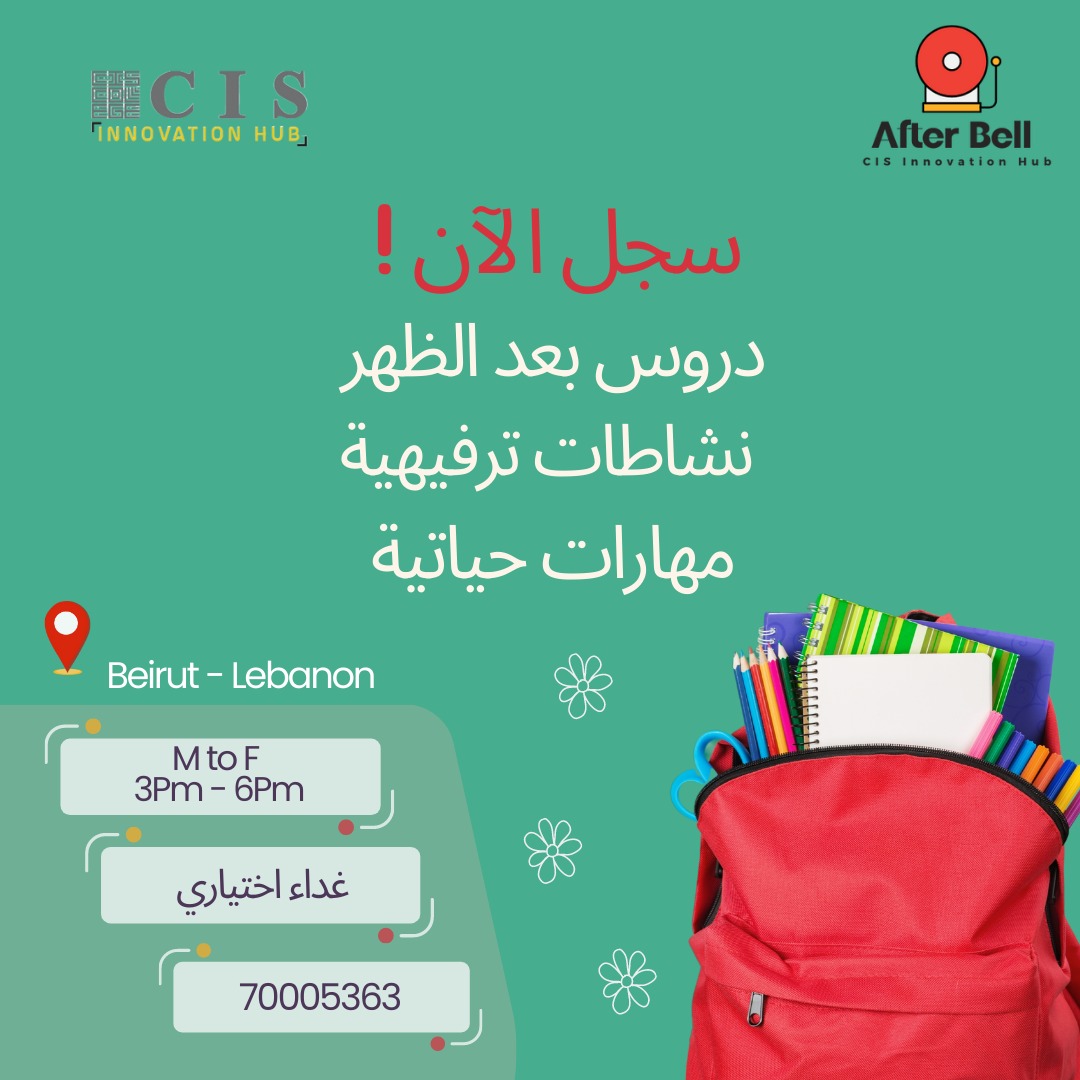 CIS
INNOVATION HUB
After Bell
CIS Innovation Hub
سجل الآن !
دروس بعد الظهر
نشاطات ترفيهية
مهارات حياتية
Beirut - Lebanon
M to F
3Pm - 6Pm
غداء اختياري
70005363